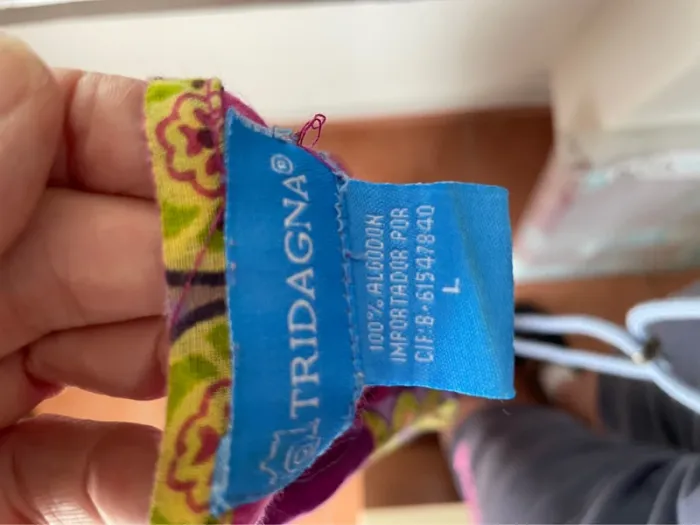 TRIDAGNA®
100% ALGODON
IMPORTADOR POR
CIF:B-61547840
L